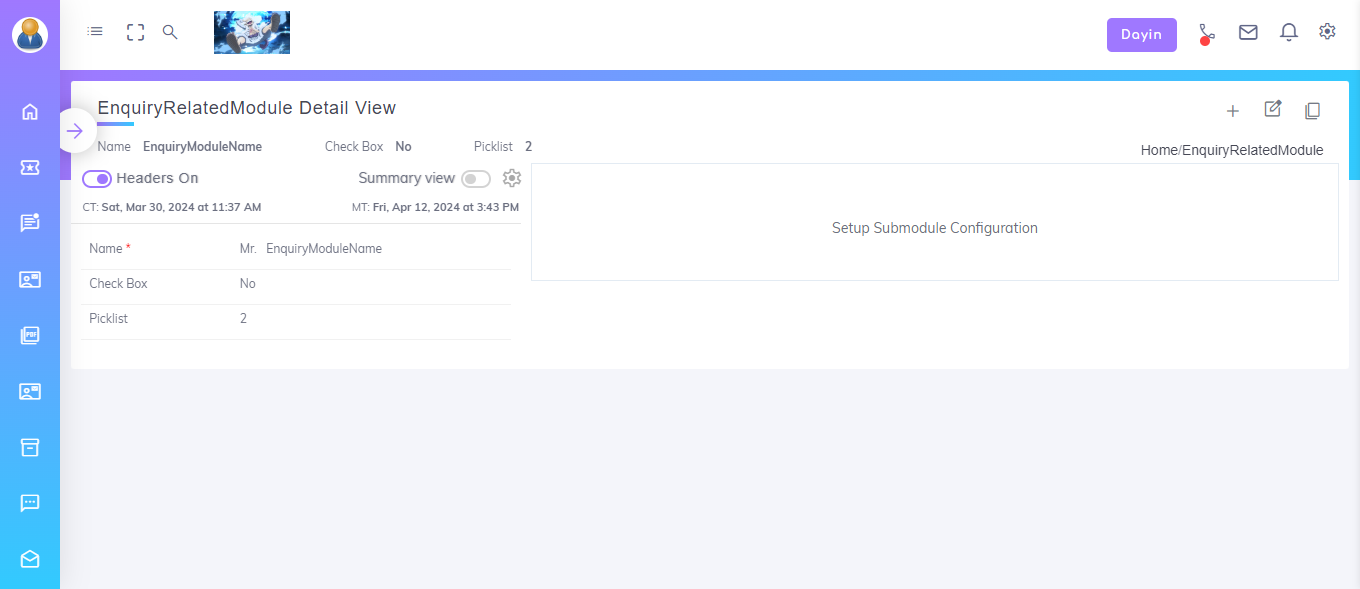 Dayin
EnquiryRelatedModule Detail View
Name EnquiryModuleName Check Box No Picklist 2
Home/EnquiryRelatedModule
Headers On Summary view
CT: Sat, Mar 30, 2024 at 11:37 AM MT: Fri, Apr 12, 2024 at 3:43 PM
Setup Submodule Configuration
Name * Mr. EnquiryModuleName
Check Box No
Picklist 2
PDF